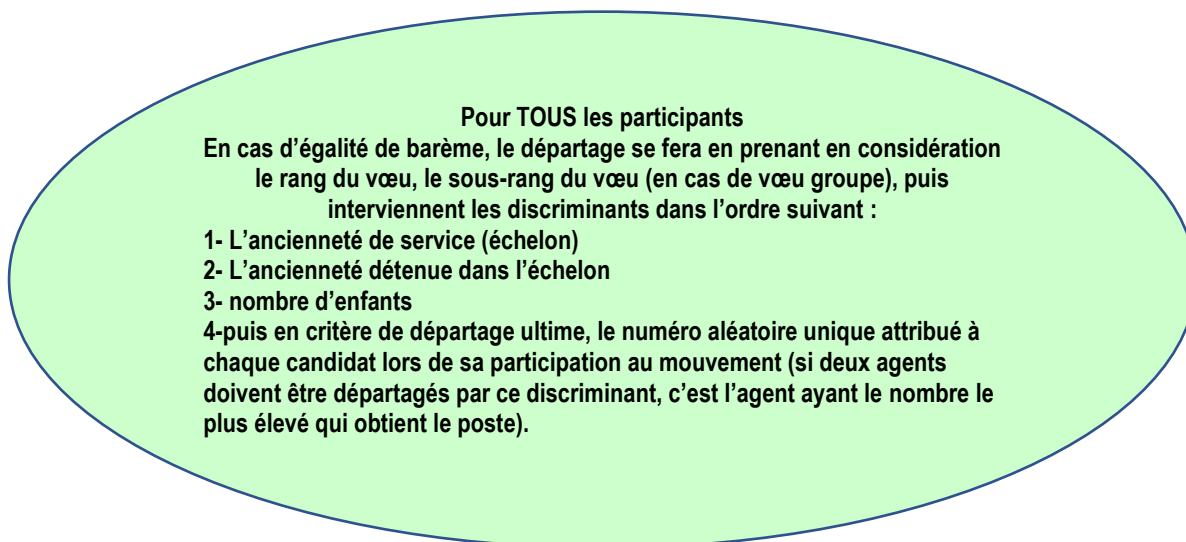 Pour TOUS les participants
En cas d’égalité de barème, le départage se fera en prenant en considération
le rang du vœu, le sous-rang du vœu (en cas de vœu groupe), puis
interviennent les discriminants dans l’ordre suivant :
1- L’ancienneté de service (échelon)
2- L’ancienneté détenue dans l’échelon
3- nombre d’enfants
4-puis en critère de départage ultime, le numéro aléatoire unique attribué à
chaque candidat lors de sa participation au mouvement (si deux agents
doivent être départagés par ce discriminant, c’est l’agent ayant le nombre le
plus élevé qui obtient le poste).